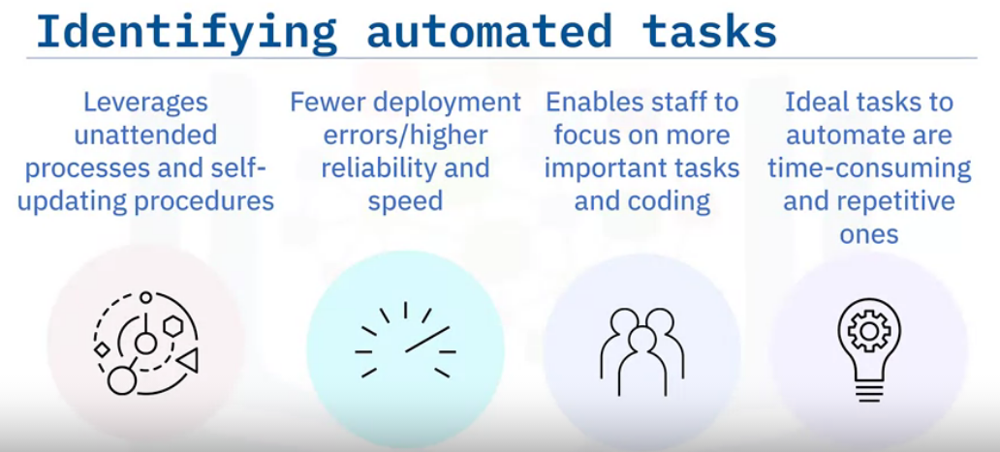 Identifying automated tasks
Leverages
unattended
processes and self-
updating procedures
Fewer deployment
errors/higher
reliability and
speed
Enables staff to
focus on more
important tasks
and coding
Ideal tasks to
automate are
time-consuming
and repetitive
ones